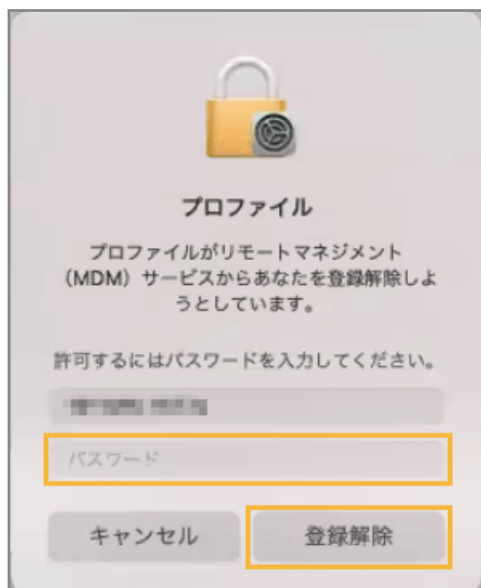 プロファイル
プロファイルがリモートマネジメント
（MDM）サービスからあなたを登録解除しよ
うとしています。
許可するにはパスワードを入力してください。
パスワード
キャンセル
登録解除